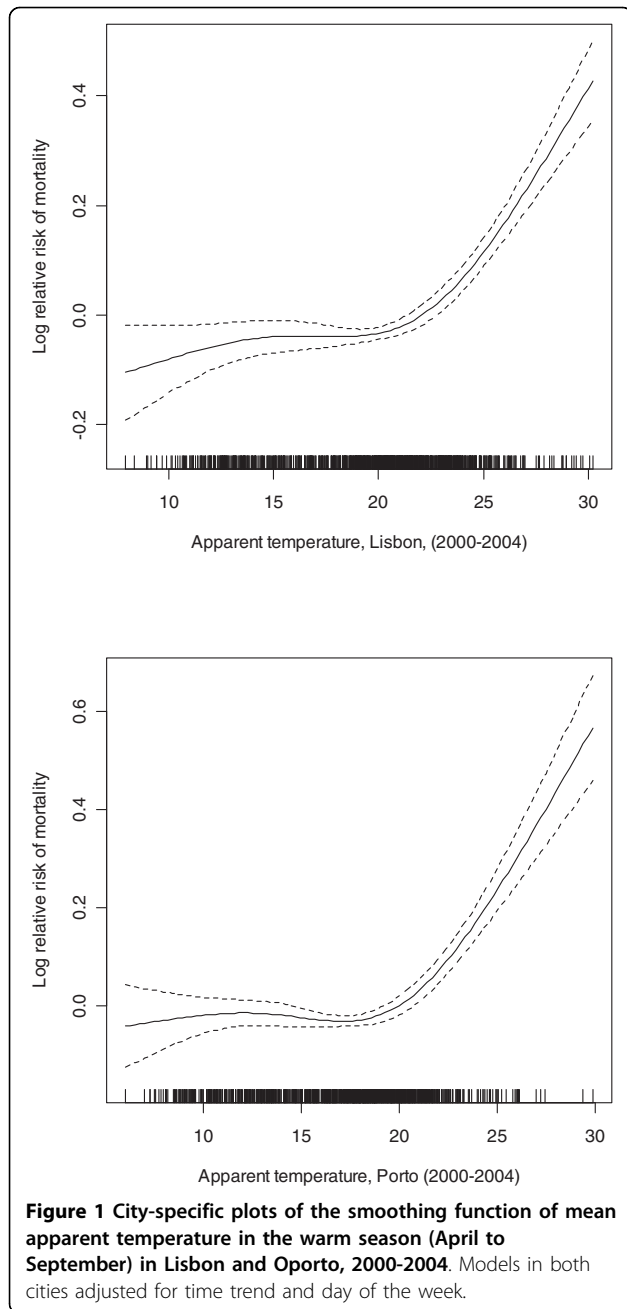 0.4
0.2
0.0
-0.2
Log relative risk of mortality
10 15 20 25 30
Apparent temperature, Lisbon, (2000-2004)
0.6
0.4
0.2
0.0
Log relative risk of mortality
10 15 20 25 30
Apparent temperature, Porto (2000-2004)
Figure 1 City-specific plots of the smoothing function of mean
apparent temperature in the warm season (April to
September) in Lisbon and Oporto, 2000-2004. Models in both
cities adjusted for time trend and day of the week.